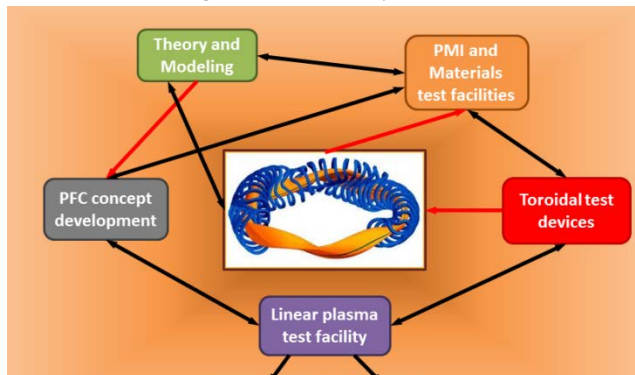 Theory and
Modeling
PMI and
Materials
test facilities
PFC concept
development
Toroidal test
devices
Linear plasma
test facility